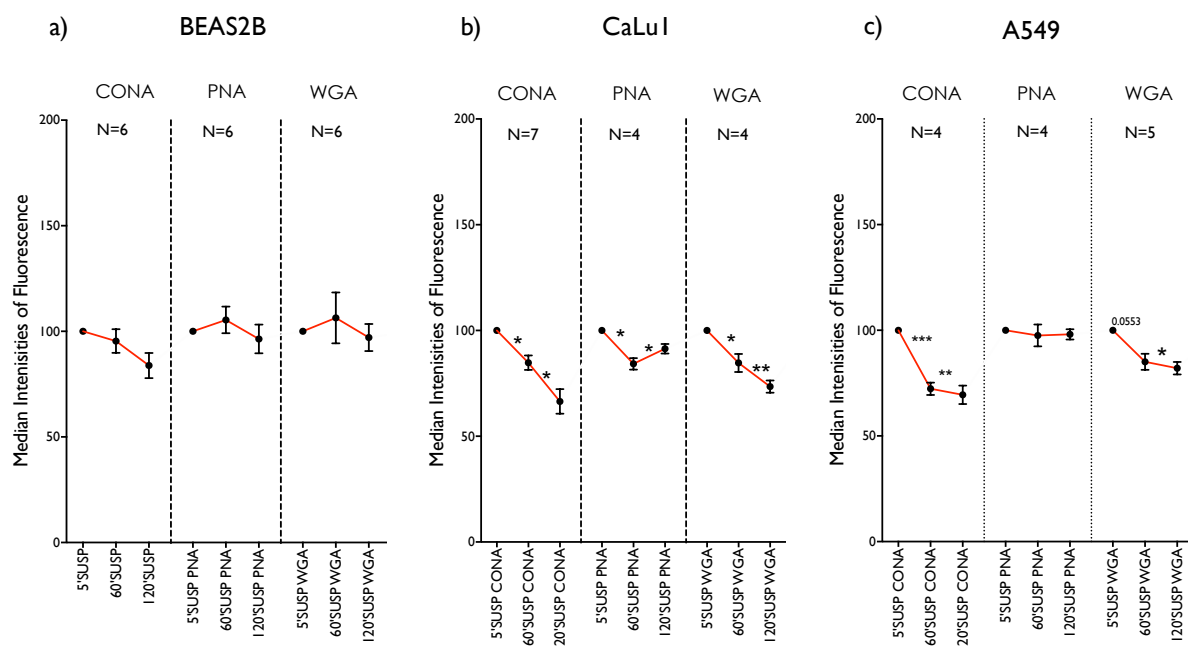 a) BEAS2B
CONA PNA WGA
N=6 N=6 N=6
Median Intenisities of Fluorescence
200
150
100
50
0
5'SUSP
60'SUSP
120'SUSP
5'SUSP PNA
60'SUSP PNA
120'SUSP PNA
5'SUSP WGA
60'SUSP WGA
120'SUSP WGA
b) CaLu1
CONA PNA WGA
N=7 N=4 N=4
Median Intenisities of Fluorescence
200
150
100
50
0
* * * * * **
5'SUSP CONA
60'SUSP CONA
20'SUSP CONA
5'SUSP PNA
60'SUSP PNA
120'SUSP PNA
5'SUSP WGA
60'SUSP WGA
120'SUSP WGA
c) A549
CONA PNA WGA
N=4 N=4 N=5
Median Intenisities of Fluorescence
200
150
100
50
0
*** ** 0.0553 *
5'SUSP CONA
60'SUSP CONA
20'SUSP CONA
5'SUSP PNA
60'SUSP PNA
120'SUSP PNA
5'SUSP WGA
60'SUSP WGA
120'SUSP WGA